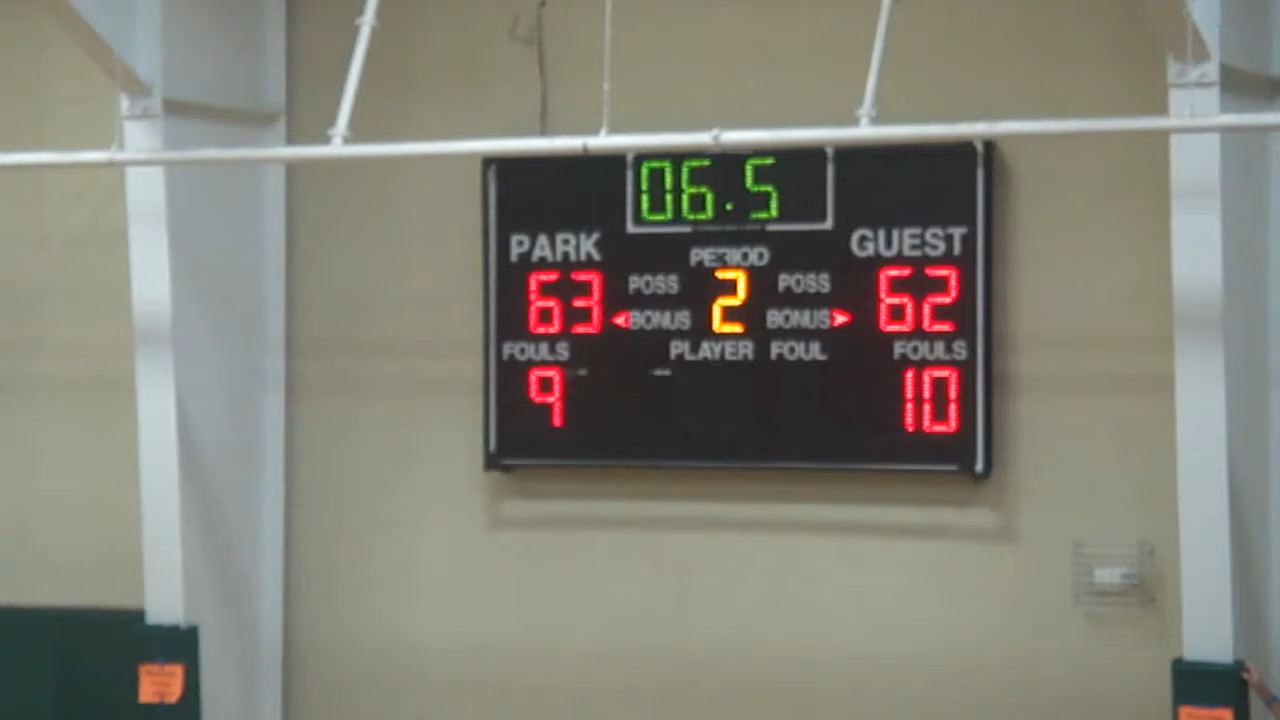 06.5
PARK PERIOD GUEST
63 POSS 2 POSS 62
BONUS BONUS
FOULS PLAYER FOUL FOULS
9 10